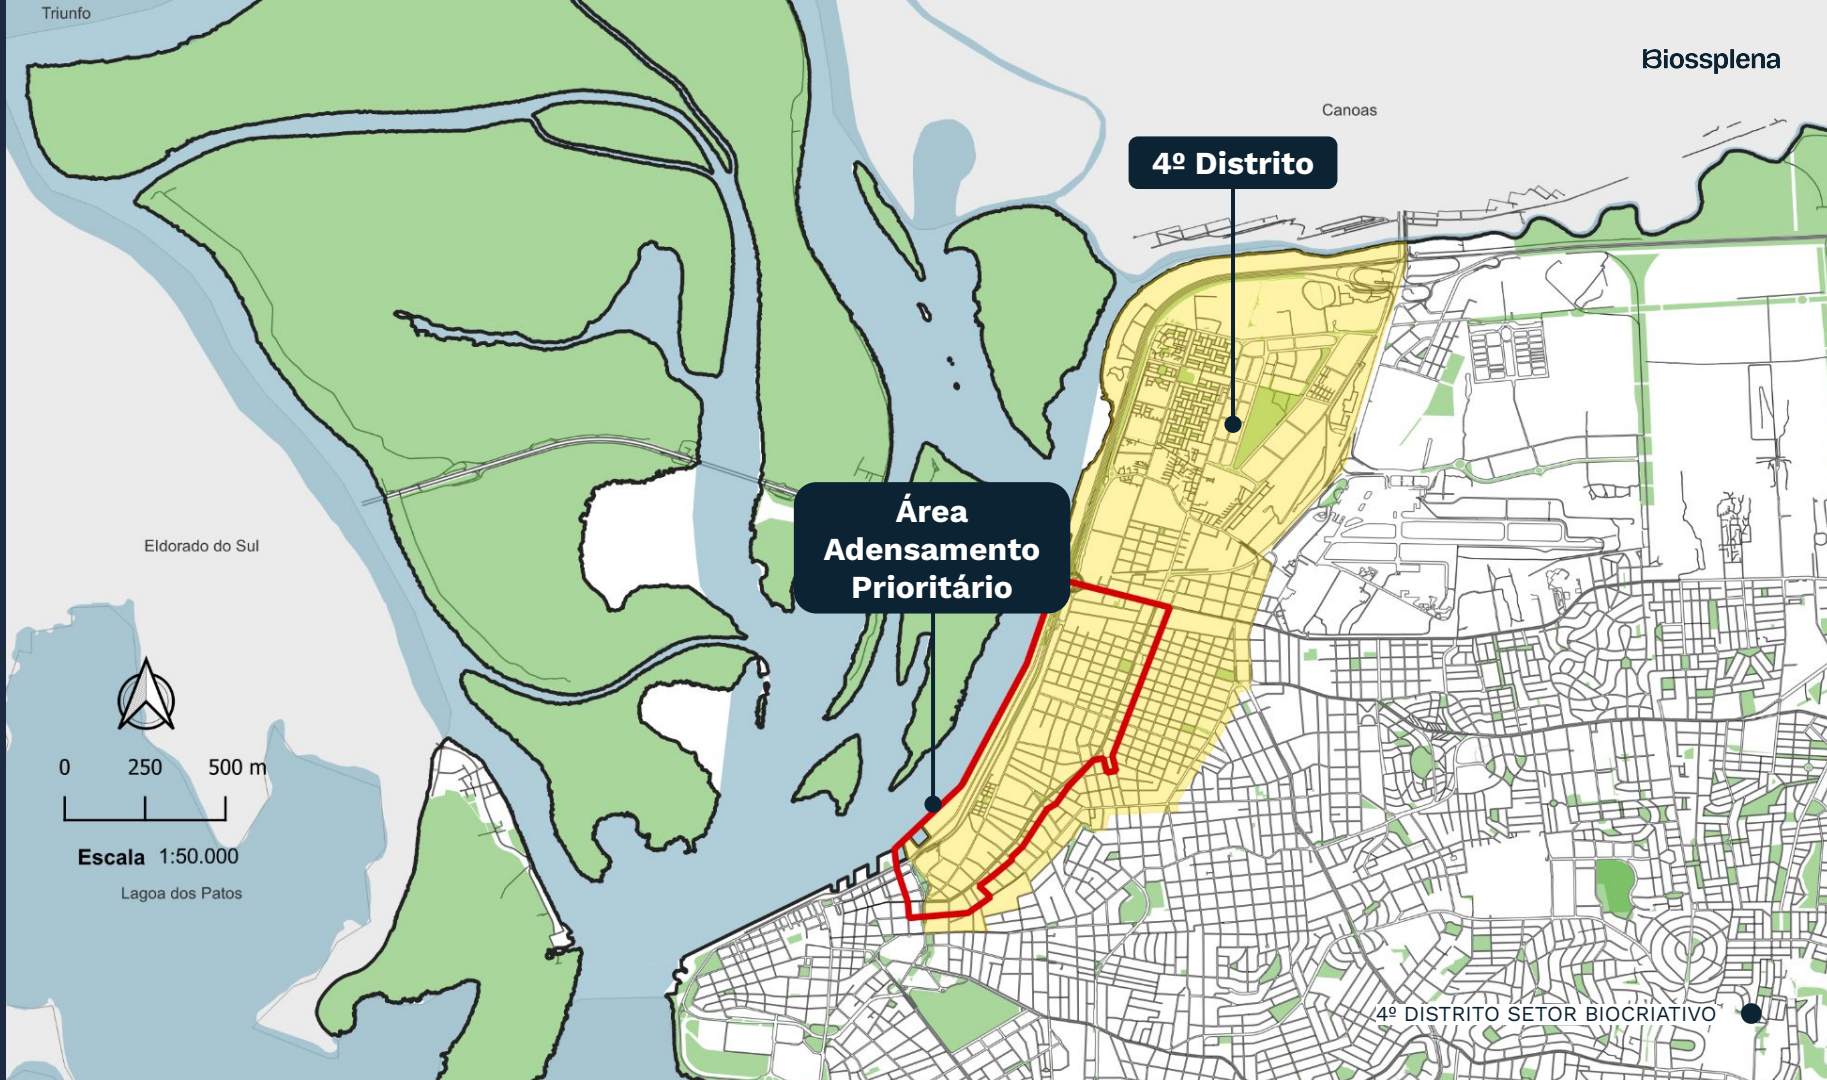 Triunfo
Biossplena
Canoas
4º Distrito
Área
Adensamento
Prioritário
Eldorado do Sul
0 250 500 m
Escala 1:50.000
Lagoa dos Patos
4º DISTRITO SETOR BIOCRIATIVO